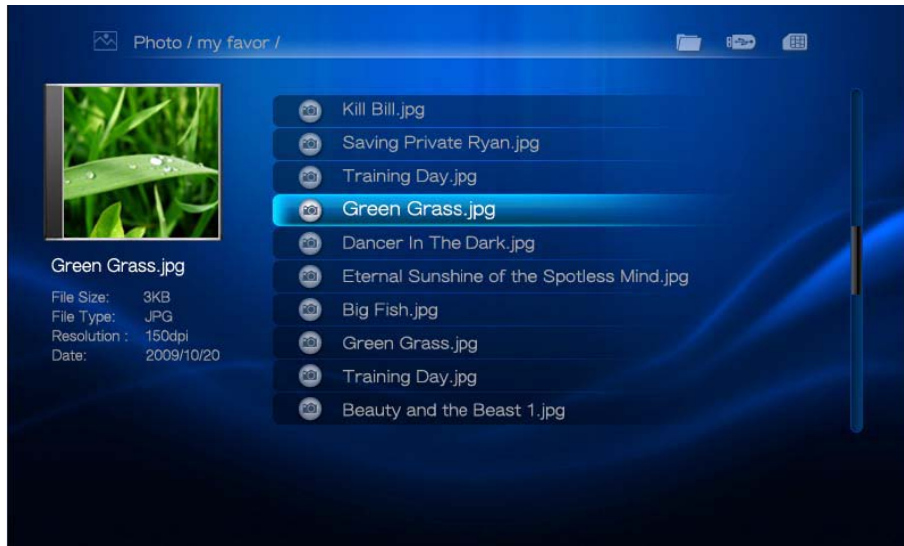 Photo / my favor /
Kill Bill.jpg
Saving Private Ryan.jpg
Training Day.jpg
Green Grass.jpg
Dancer In The Dark.jpg
Eternal Sunshine of the Spotless Mind.jpg
Big Fish.jpg
Green Grass.jpg
Training Day.jpg
Beauty and the Beast 1.jpg
Green Grass.jpg
File Size: 3KB
File Type: JPG
Resolution : 150dpi
Date: 2009/10/20